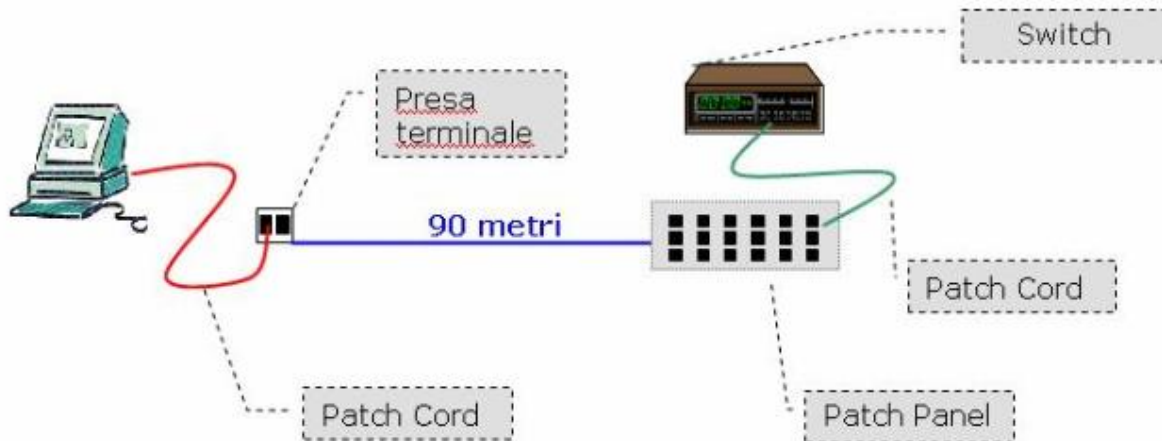 Switch
Presa
terminale
90 metri
Patch Cord
Patch Cord
Patch Panel